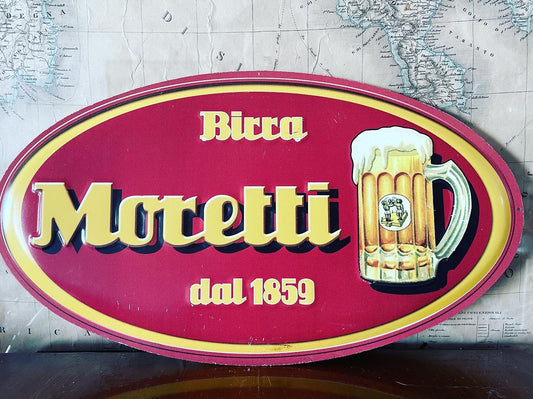 Birra
Moretti
dal 1859